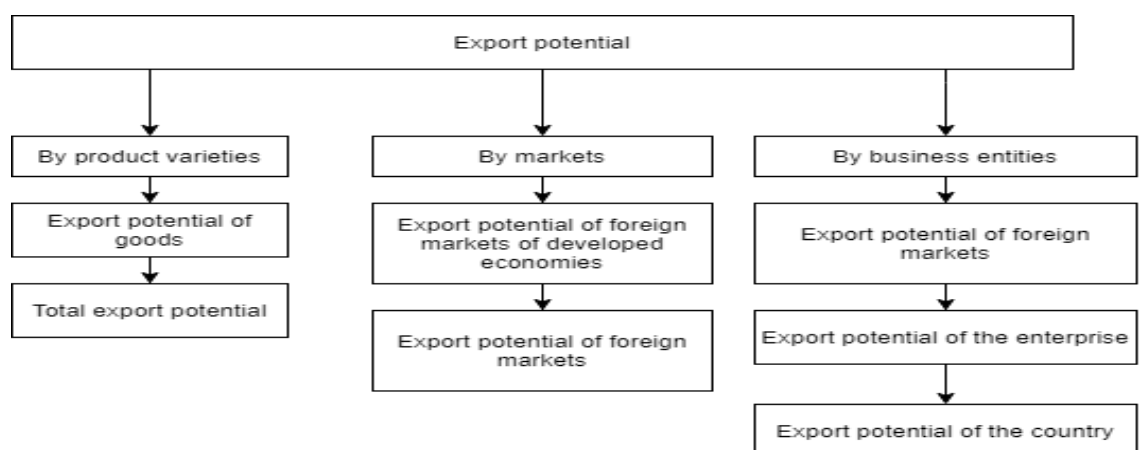 Export potential
By product varieties
By markets
By business entities
Export potential of
goods
Export potential of foreign
markets of developed
economies
Export potential of foreign
markets
Total export potential
Export potential of foreign
markets
Export potential of the enterprise
Export potential of the country